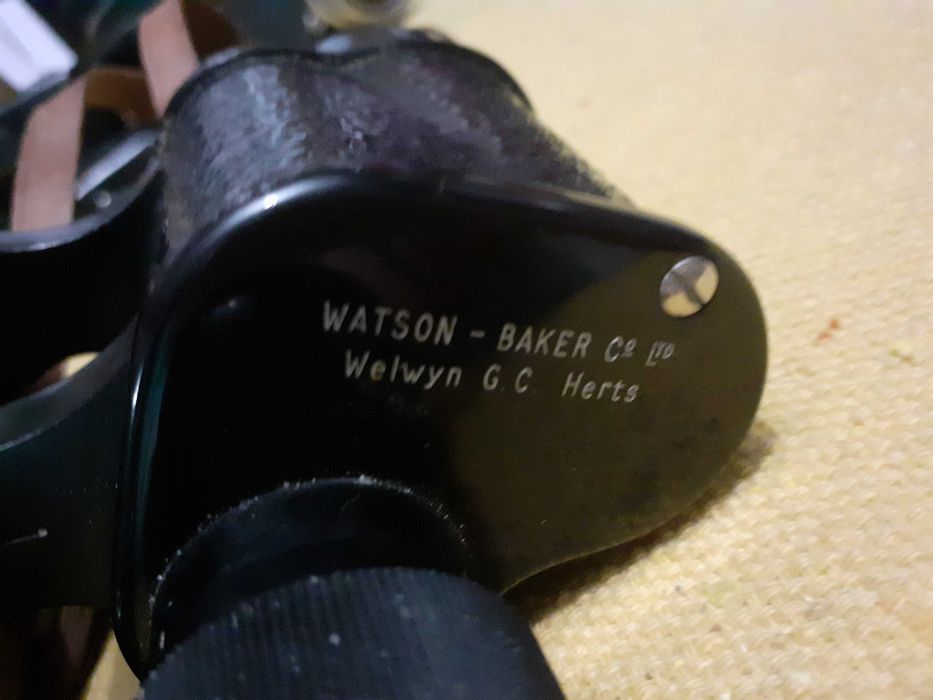 WATSON - BAKER Co LTD
Welwyn G.C. Herts